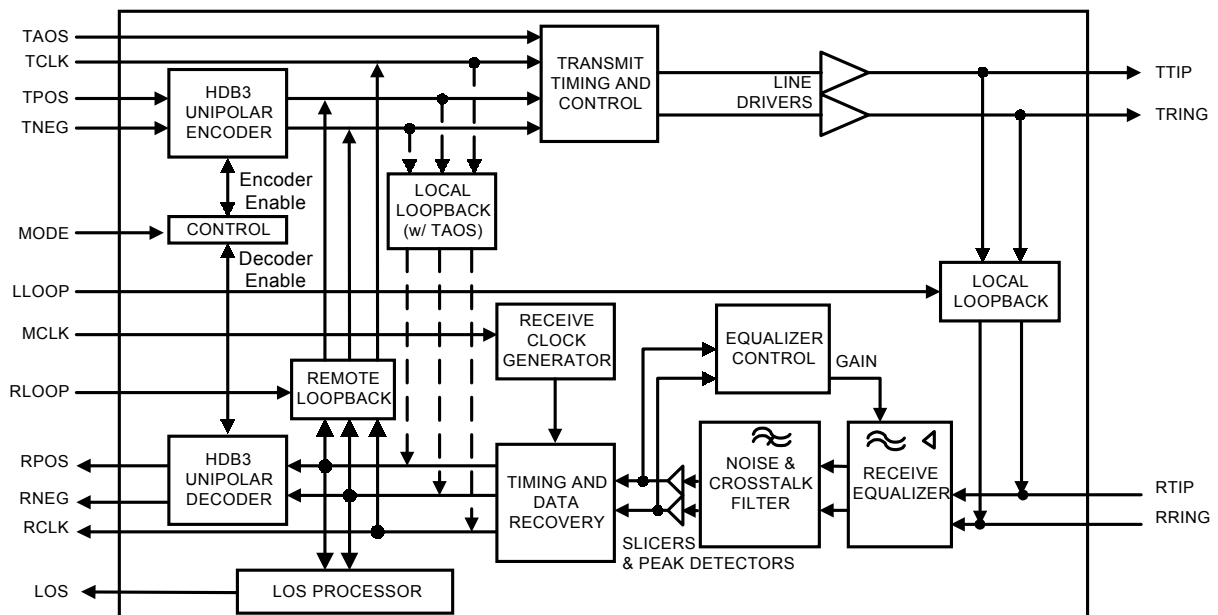 TAOS
TCLK
TPOS
TNEG
HDB3
UNIPOLAR
ENCODER
TRANSMIT
TIMING AND
CONTROL
LINE
DRIVERS
TTIP
TRING
Encoder
Enable
LOCAL
LOOPBACK
(w/ TAOS)
MODE
CONTROL
Decoder
Enable
LLOOP
LOCAL
LOOPBACK
MCLK
RECEIVE
CLOCK
GENERATOR
EQUALIZER
CONTROL
GAIN
RLOOP
REMOTE
LOOPBACK
RPOS
RNEG
RCLK
HDB3
UNIPOLAR
DECODER
TIMING AND
DATA
RECOVERY
NOISE &
CROSSTALK
FILTER
RECEIVE
EQUALIZER
RTIP
RRING
SLICERS
& PEAK DETECTORS
LOS
LOS PROCESSOR